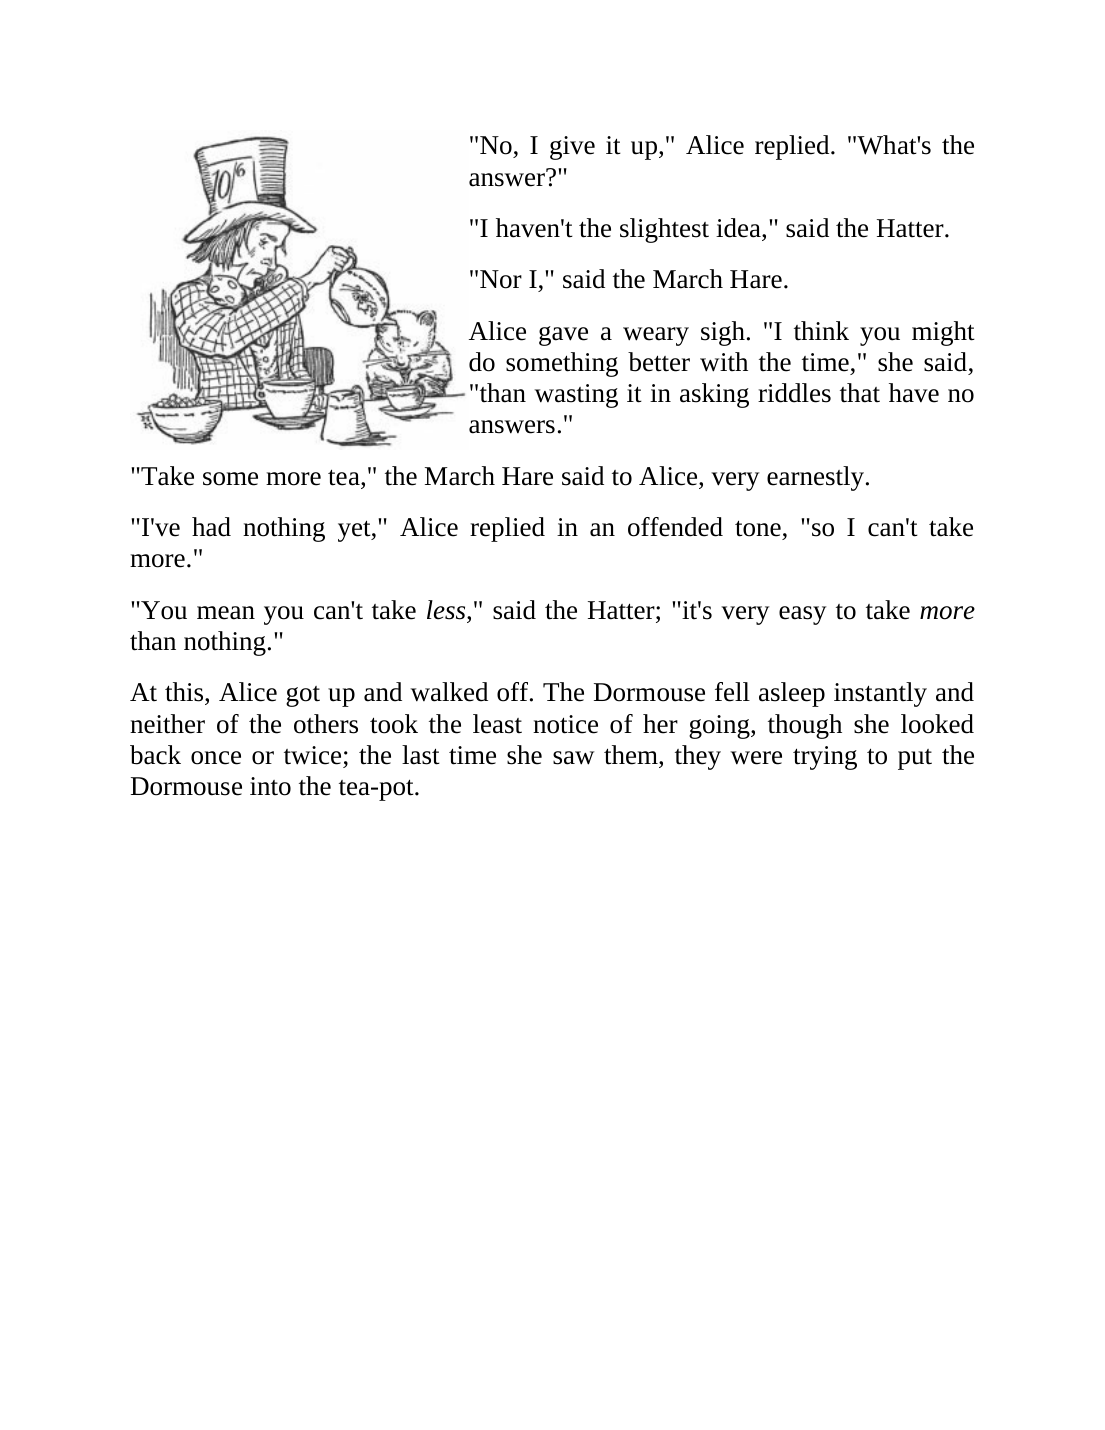 10/6
"No, I give it up," Alice replied. "What's the
answer?"
"I haven't the slightest idea," said the Hatter.
"Nor I," said the March Hare.
Alice gave a weary sigh. "I think you might
do something better with the time," she said,
"than wasting it in asking riddles that have no
answers."
"Take some more tea," the March Hare said to Alice, very earnestly.
"I've had nothing yet," Alice replied in an offended tone, "so I can't take
more."
"You mean you can't take less," said the Hatter; "it's very easy to take more
than nothing."
At this, Alice got up and walked off. The Dormouse fell asleep instantly and
neither of the others took the least notice of her going, though she looked
back once or twice; the last time she saw them, they were trying to put the
Dormouse into the tea-pot.